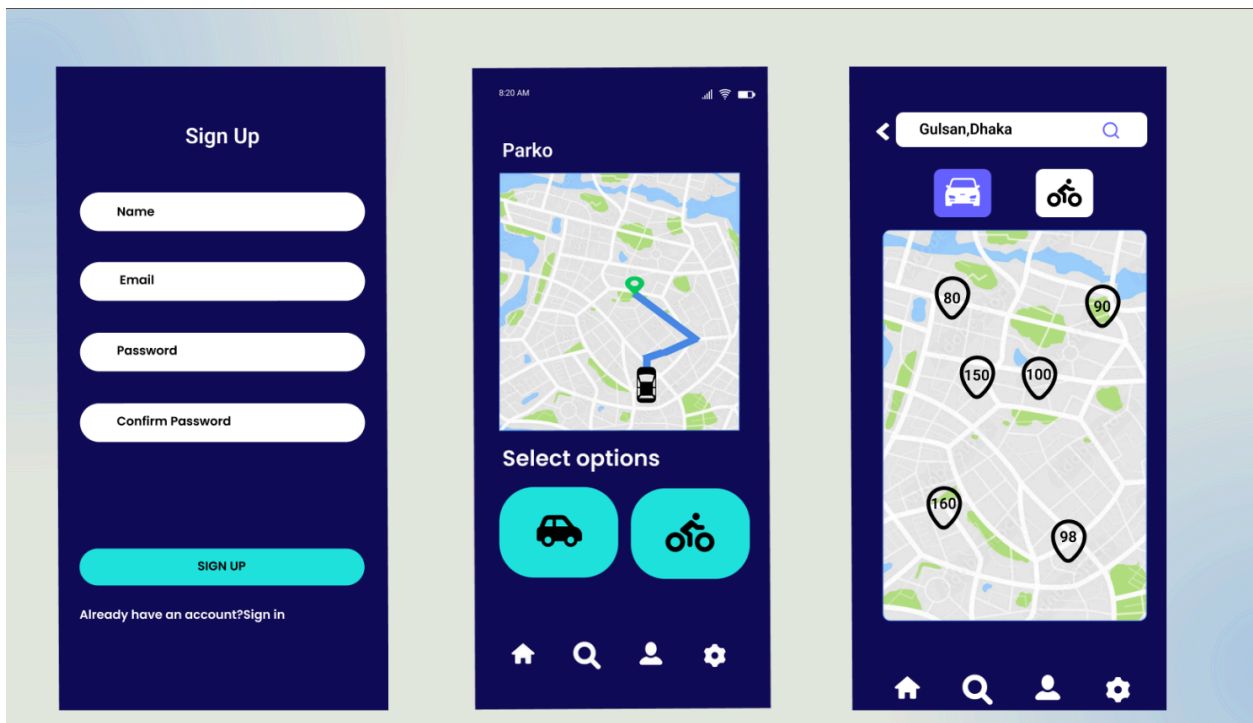 Sign Up
Name
Email
Password
Confirm Password
SIGN UP
Already have an account?Sign in
8:20 AM
Parko
Select options
Gulsan,Dhaka
80
90
150
100
160
98